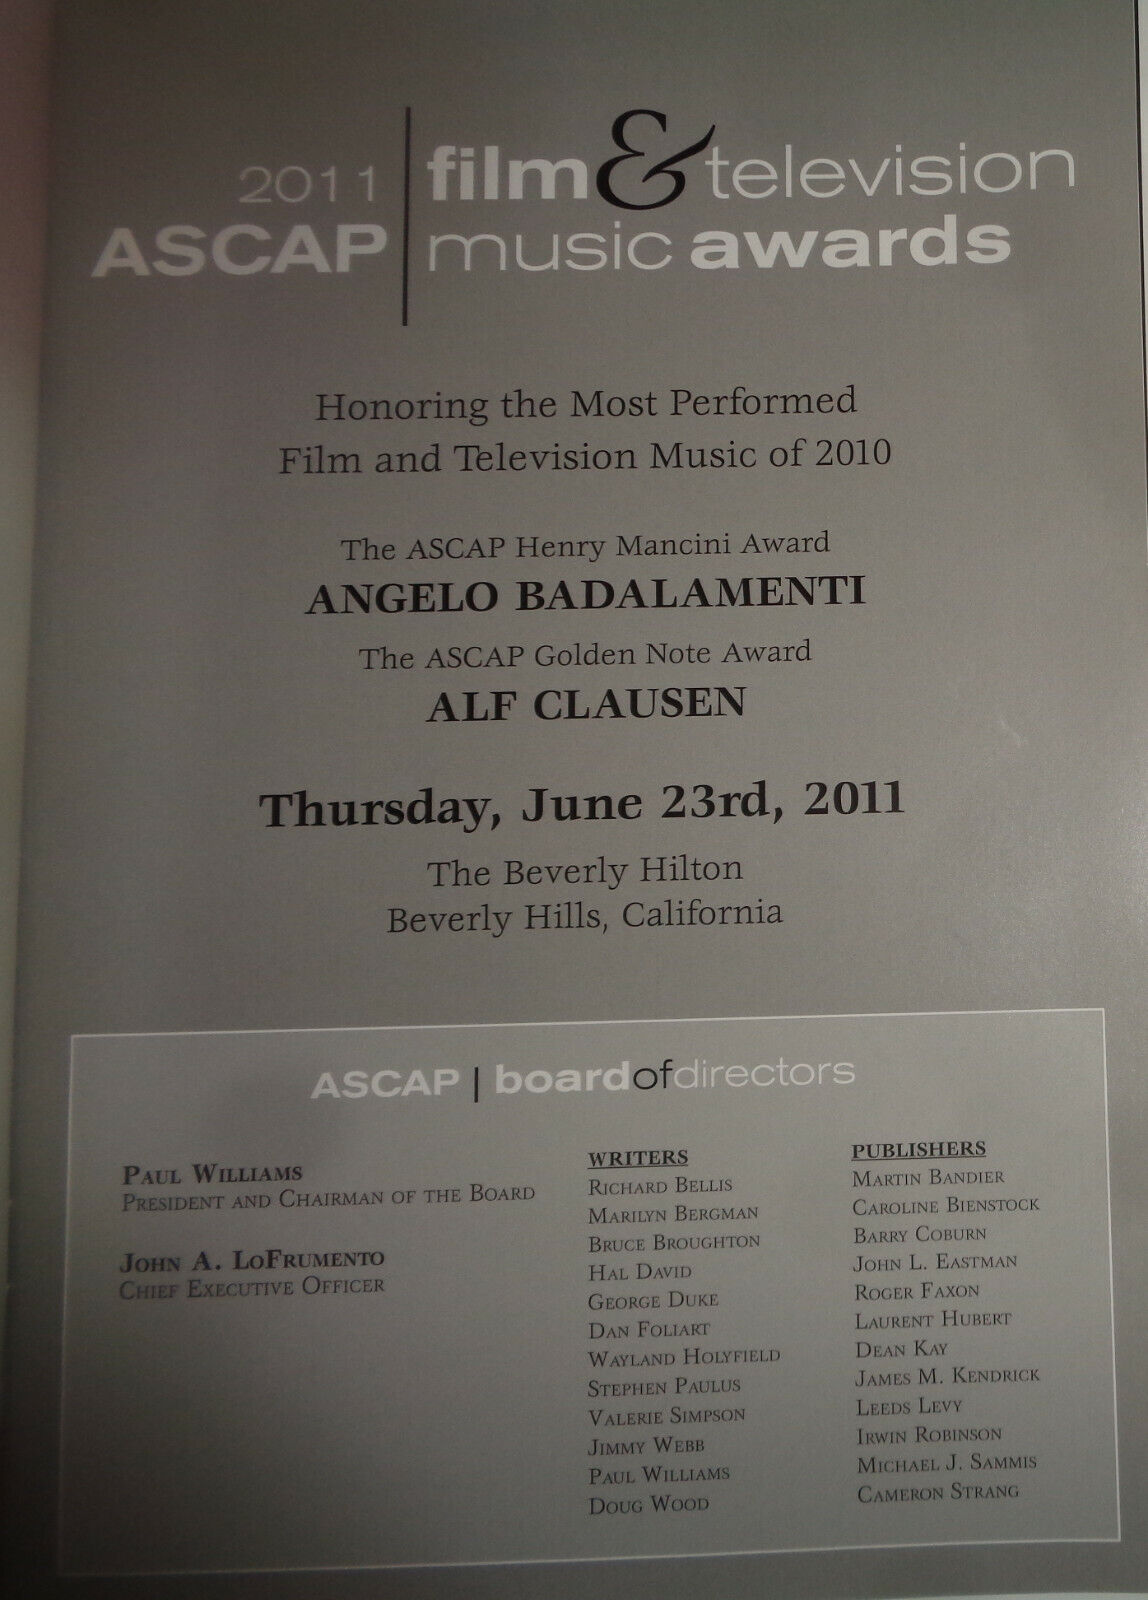 2011 film & television
ASCAP music awards
Honoring the Most Performed
Film and Television Music of 2010
The ASCAP Henry Mancini Award
ANGELO BADALAMENTI
The ASCAP Golden Note Award
ALF CLAUSEN
Thursday, June 23rd, 2011
The Beverly Hilton
Beverly Hills, California
ASCAP | boardofdirectors
PAUL WILLIAMS
PRESIDENT AND CHAIRMAN OF THE BOARD
JOHN A. LOFRUMENTO
CHIEF EXECUTIVE OFFICER
WRITERS
RICHARD BELLIS
MARILYN BERGMAN
BRUCE BROUGHTON
HAL DAVID
GEORGE DUKE
DAN FOLIART
WAYLAND HOLYFIELD
STEPHEN PAULUS
VALERIE SIMPSON
JIMMY WEBB
PAUL WILLIAMS
DOUG WOOD
PUBLISHERS
MARTIN BANDIER
CAROLINE BIENSTOCK
BARRY COBURN
JOHN L. EASTMAN
ROGER FAXON
LAURENT HUBERT
DEAN KAY
JAMES M. KENDRICK
LEEDS LEVY
IRWIN ROBINSON
MICHAEL J. SAMMIS
CAMERON STRANG